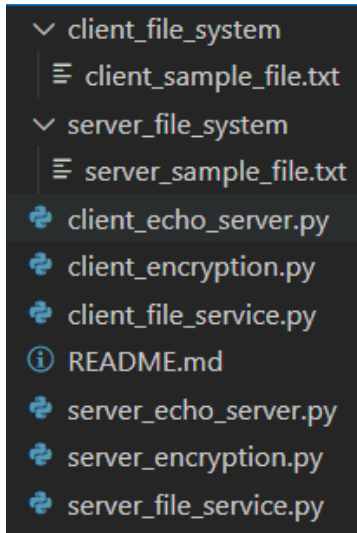 client_file_system
client_sample_file.txt
server_file_system
server_sample_file.txt
client_echo_server.py
client_encryption.py
client_file_service.py
README.md
server_echo_server.py
server_encryption.py
server_file_service.py